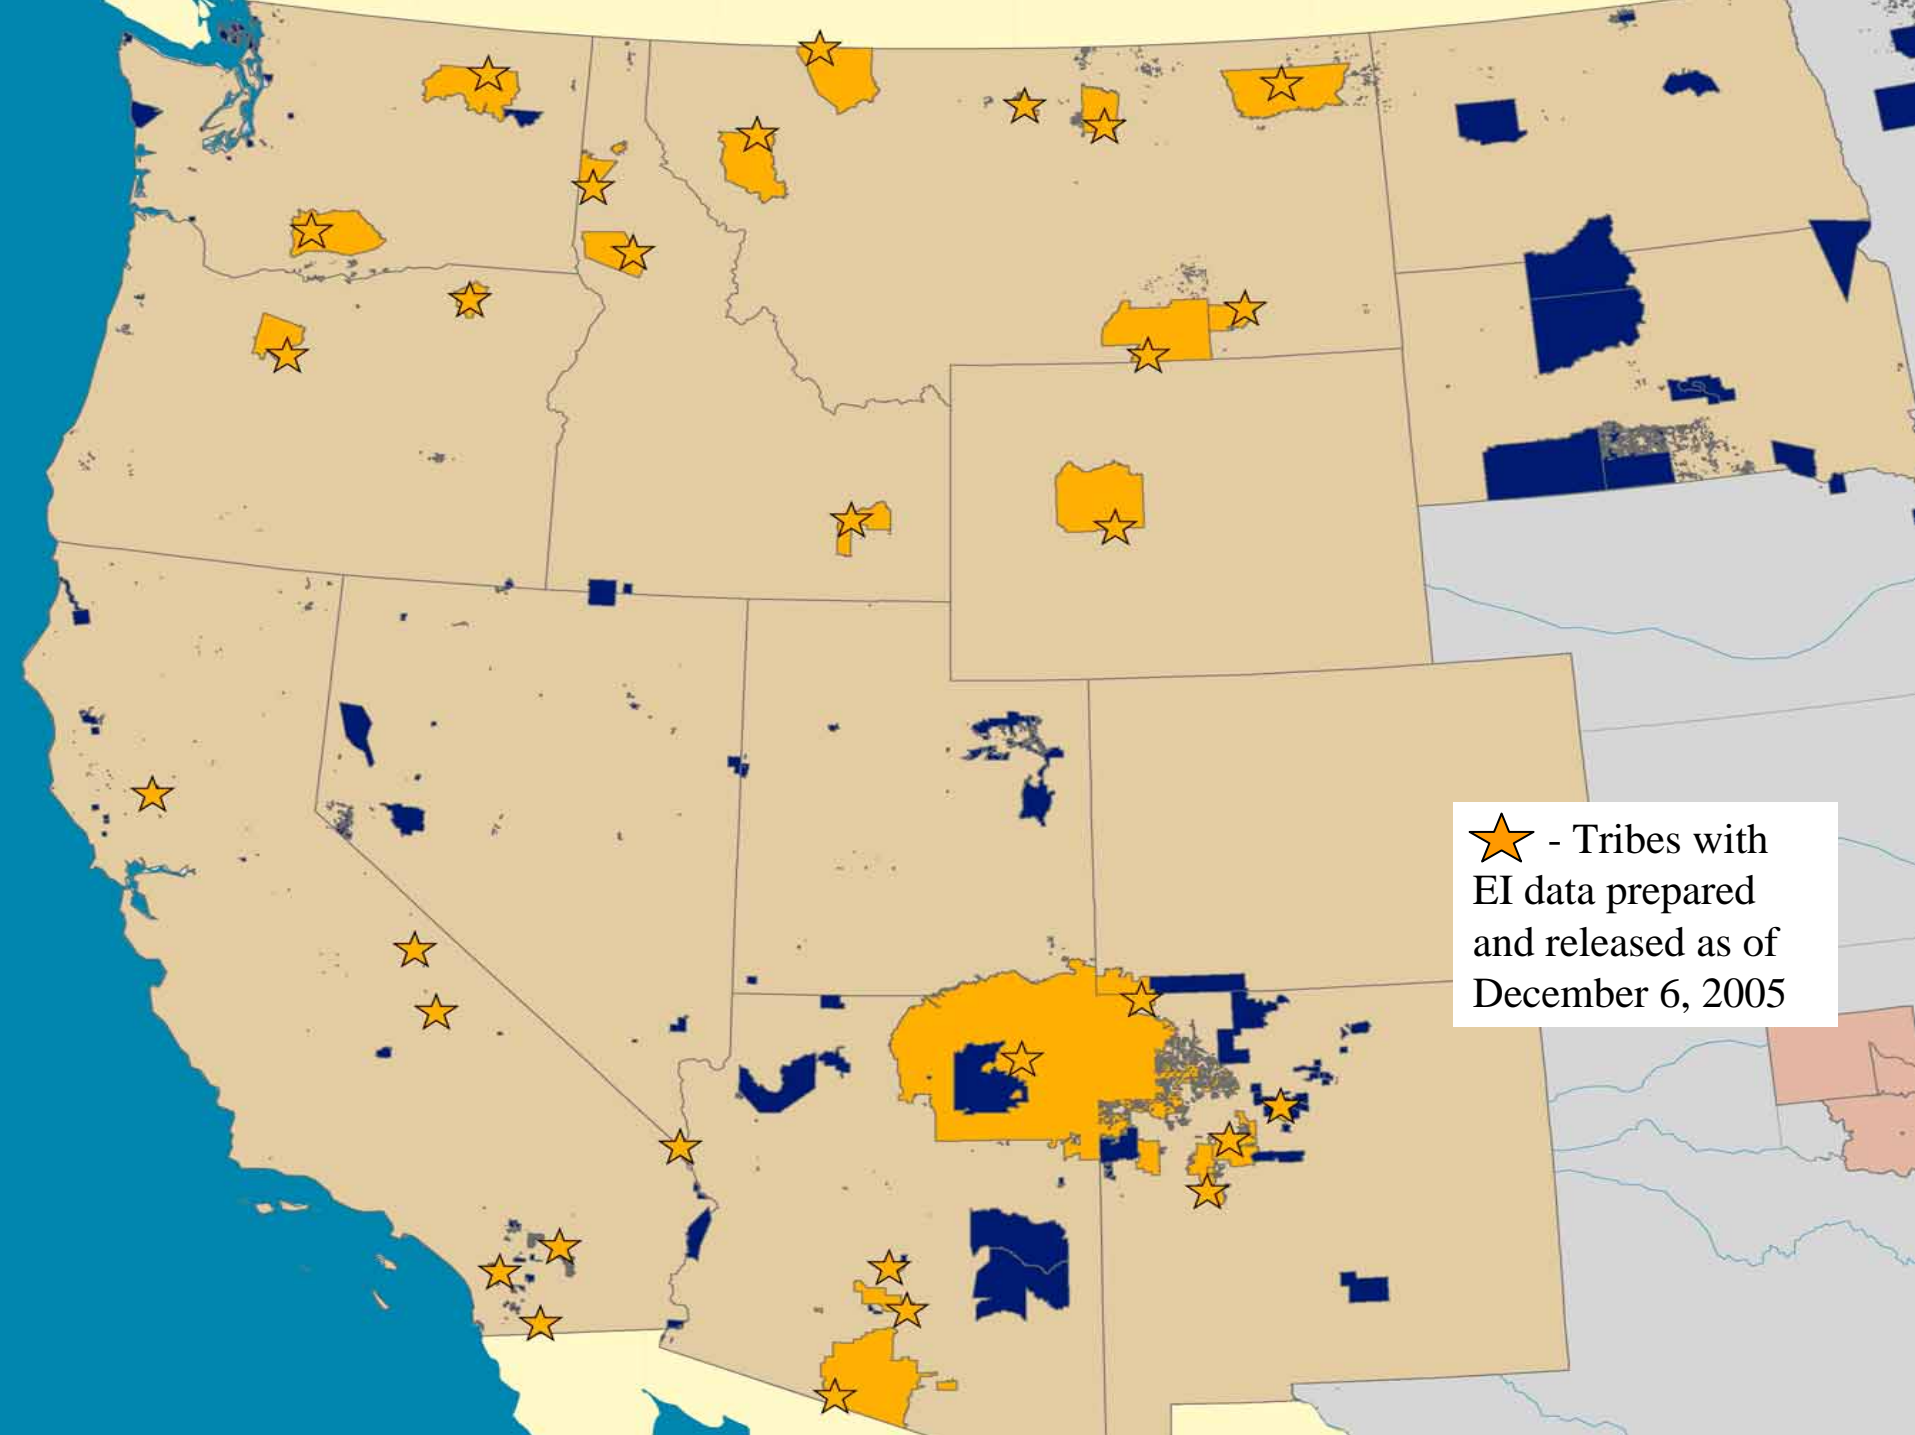 - Tribes with
EI data prepared
and released as of
December 6, 2005